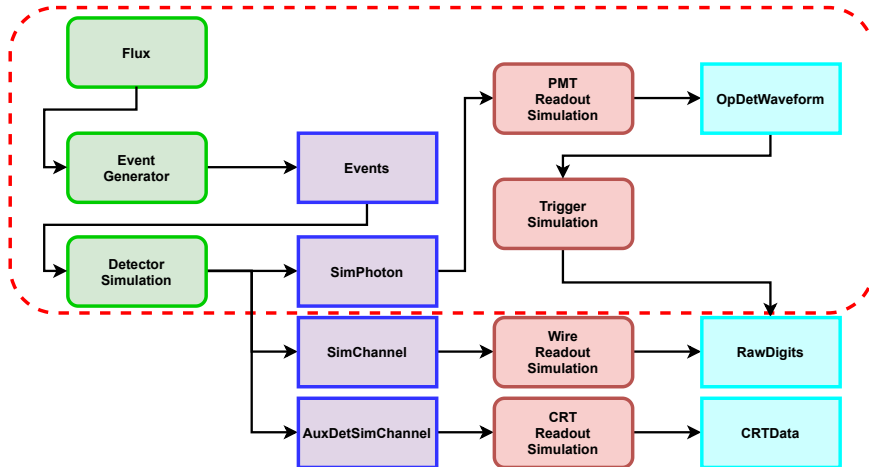 Flux
PMT
Readout
Simulation
OpDetWaveform
Event
Generator
Events
Trigger
Simulation
Detector
Simulation
SimPhoton
SimChannel
Wire
Readout
Simulation
RawDigits
AuxDetSimChannel
CRT
Readout
Simulation
CRTData